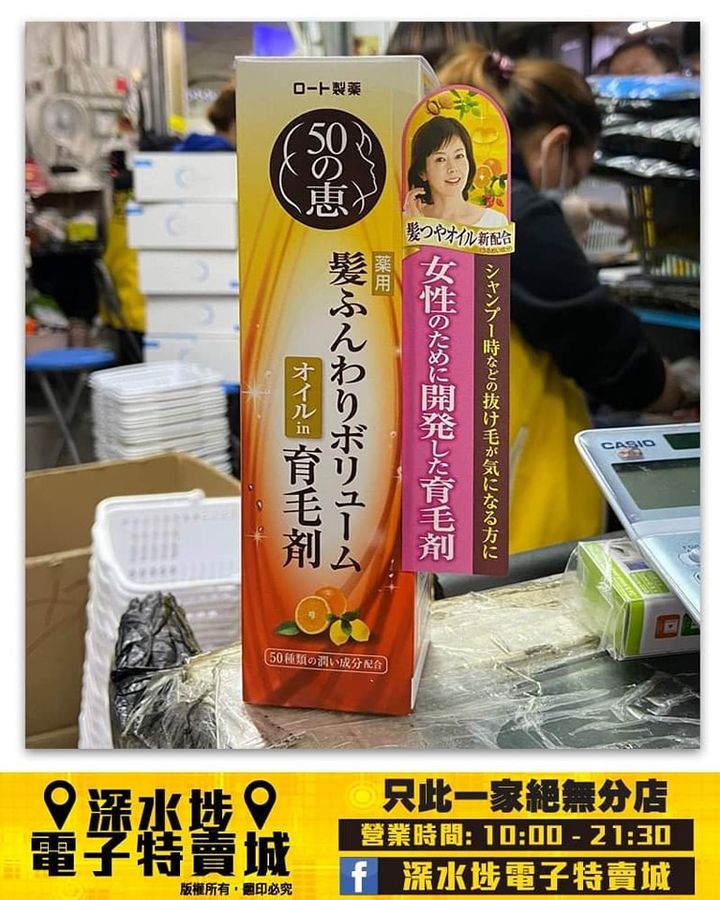 ロート製薬
50の恵
薬用
髪ふんわりボリューム
オイルin
育毛剤
50種類の潤い成分配合
髪つやオイル新配合
シャンプー時などの抜け毛が気になる方に
女性のために開発した育毛剤
CASIO
深水埗
電子特賣城
版權所有，翻印必究
只此一家絕無分店
營業時間: 10:00 - 21:30
f 深水埗電子特賣城